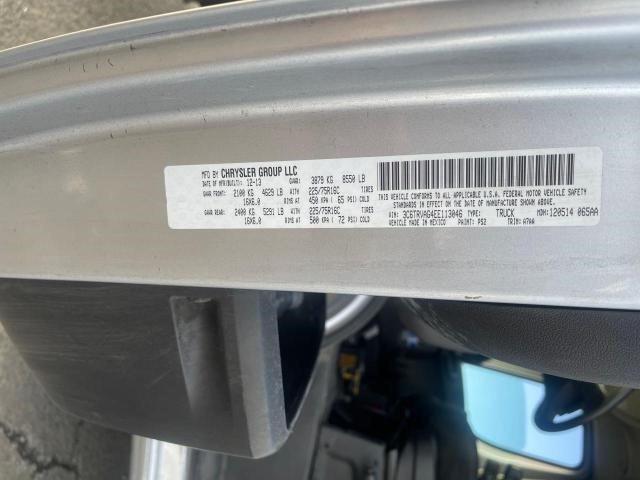 MFD BY CHRYSLER GROUP LLC
DATE OF MFR/BUILT: 12-13 GVWR: 3879 KG 8550 LB
GAWR FRONT: 2100 KG 4629 LB WITH 225/75R16C TIRES
16X6.0 RIMS AT 450 KPA ( 65 PSI) COLD
GAWR REAR: 2400 KG 5291 LB WITH 225/75R16C TIRES
16X6.0 RIMS AT 500 KPA ( 72 PSI) COLD
THIS VEHICLE CONFORMS TO ALL APPLICABLE U.S.A. FEDERAL MOTOR VEHICLE SAFETY
STANDARDS IN EFFECT ON THE DATE OF MANUFACTURE SHOWN ABOVE.
VIN: 3C6TRVAG4EE113046 TYPE: TRUCK MDH: 120514 065AA
VEHICLE MADE IN MEXICO PAINT: PS2 TRIM: A7AA